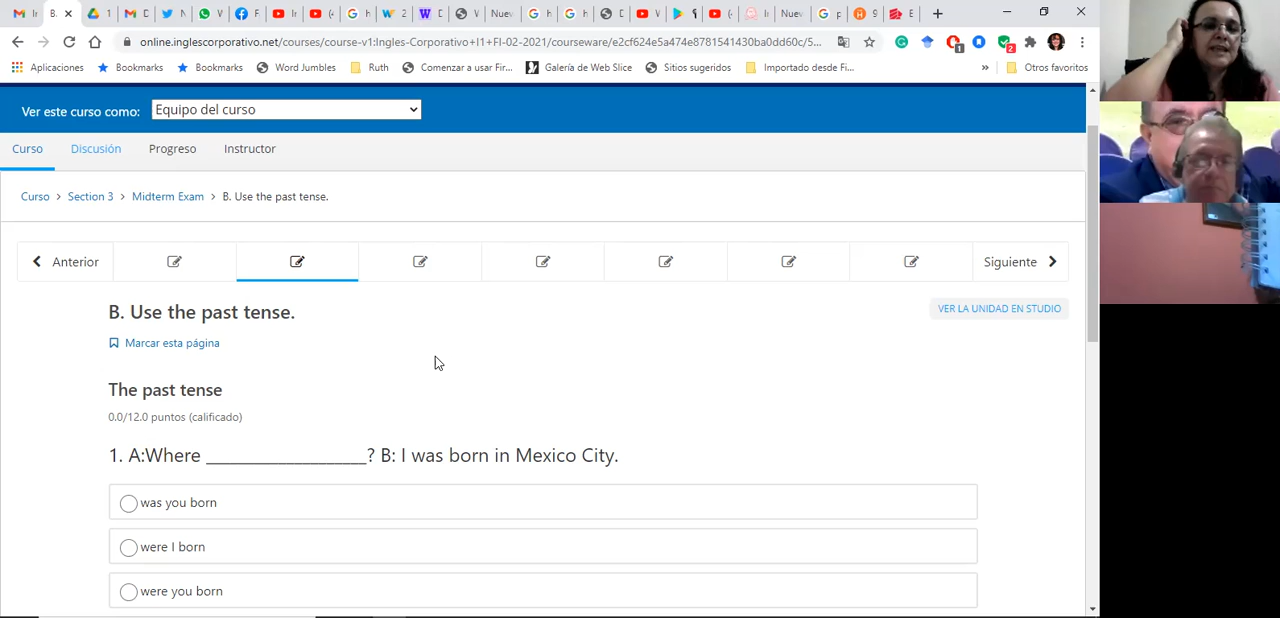 online.inglescorporativo.net/courses/course-v1:Ingles-Corporativo+I1+FI-02-2021/courseware/e2cf624e5a474e8781541430ba0dd60c/5...
Aplicaciones Bookmarks Bookmarks Word Jumbles Ruth Comenzar a usar Fir... Galería de Web Slice Sitios sugeridos Importado desde Fi... » Otros favoritos
Ver este curso como: Equipo del curso
Curso Discusión Progreso Instructor
Curso > Section 3 > Midterm Exam > B. Use the past tense.
Anterior Siguiente
B. Use the past tense.
VER LA UNIDAD EN STUDIO
Marcar esta página
The past tense
0.0/12.0 puntos (calificado)
1. A:Where ___________________? B: I was born in Mexico City.
was you born
were I born
were you born